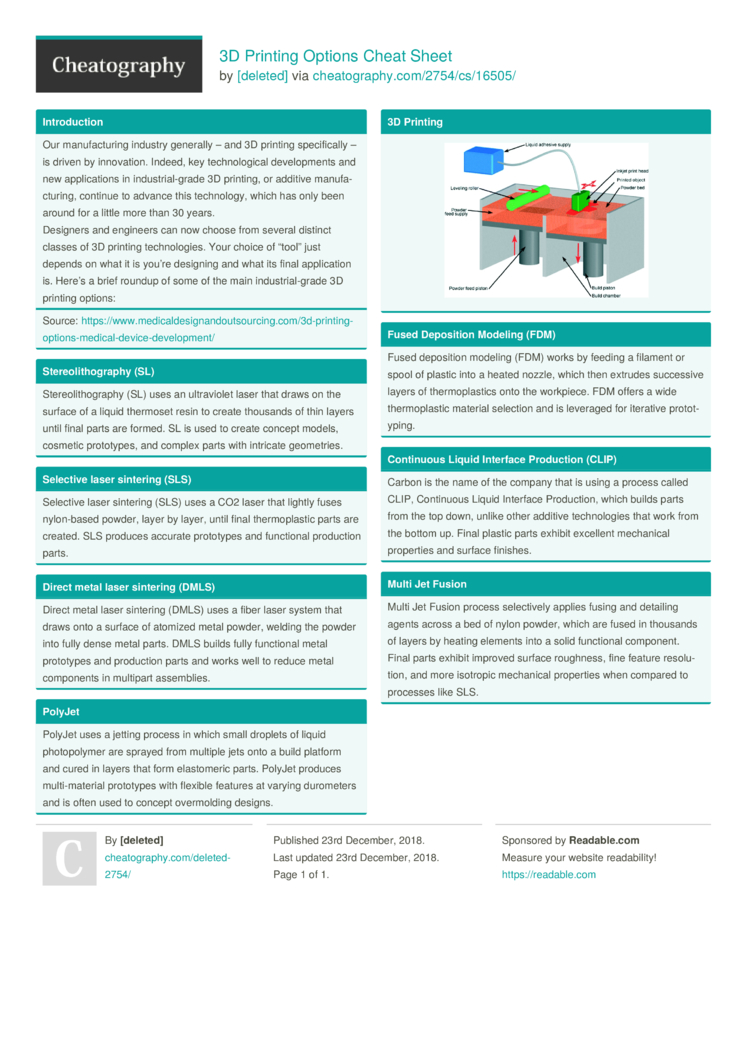 Cheatography
3D Printing Options Cheat Sheet
by [deleted] via cheatography.com/2754/cs/16505/
Introduction
Our manufacturing industry generally – and 3D printing specifically –
is driven by innovation. Indeed, key technological developments and
new applications in industrial-grade 3D printing, or additive manufa-
cturing, continue to advance this technology, which has only been
around for a little more than 30 years.
Designers and engineers can now choose from several distinct
classes of 3D printing technologies. Your choice of “tool” just
depends on what it is you’re designing and what its final application
is. Here’s a brief roundup of some of the main industrial-grade 3D
printing options:
Source: https://www.medicaldesignandoutsourcing.com/3d-printing-
options-medical-device-development/
Stereolithography (SL)
Stereolithography (SL) uses an ultraviolet laser that draws on the
surface of a liquid thermoset resin to create thousands of thin layers
until final parts are formed. SL is used to create concept models,
cosmetic prototypes, and complex parts with intricate geometries.
Selective laser sintering (SLS)
Selective laser sintering (SLS) uses a CO2 laser that lightly fuses
nylon-based powder, layer by layer, until final thermoplastic parts are
created. SLS produces accurate prototypes and functional production
parts.
Direct metal laser sintering (DMLS)
Direct metal laser sintering (DMLS) uses a fiber laser system that
draws onto a surface of atomized metal powder, welding the powder
into fully dense metal parts. DMLS builds fully functional metal
prototypes and production parts and works well to reduce metal
components in multipart assemblies.
PolyJet
PolyJet uses a jetting process in which small droplets of liquid
photopolymer are sprayed from multiple jets onto a build platform
and cured in layers that form elastomeric parts. PolyJet produces
multi-material prototypes with flexible features at varying durometers
and is often used to concept overmolding designs.
3D Printing
Liquid adhesive supply
Inkjet print head
Printed object
Powder bed
Leveling roller
Powder
feed supply
Powder feed piston
Build piston
Build chamber
Fused Deposition Modeling (FDM)
Fused deposition modeling (FDM) works by feeding a filament or
spool of plastic into a heated nozzle, which then extrudes successive
layers of thermoplastics onto the workpiece. FDM offers a wide
thermoplastic material selection and is leveraged for iterative protot-
yping.
Continuous Liquid Interface Production (CLIP)
Carbon is the name of the company that is using a process called
CLIP, Continuous Liquid Interface Production, which builds parts
from the top down, unlike other additive technologies that work from
the bottom up. Final plastic parts exhibit excellent mechanical
properties and surface finishes.
Multi Jet Fusion
Multi Jet Fusion process selectively applies fusing and detailing
agents across a bed of nylon powder, which are fused in thousands
of layers by heating elements into a solid functional component.
Final parts exhibit improved surface roughness, fine feature resolu-
tion, and more isotropic mechanical properties when compared to
processes like SLS.
C
By [deleted]
cheatography.com/deleted-
2754/
Published 23rd December, 2018.
Last updated 23rd December, 2018.
Page 1 of 1.
Sponsored by Readable.com
Measure your website readability!
https://readable.com